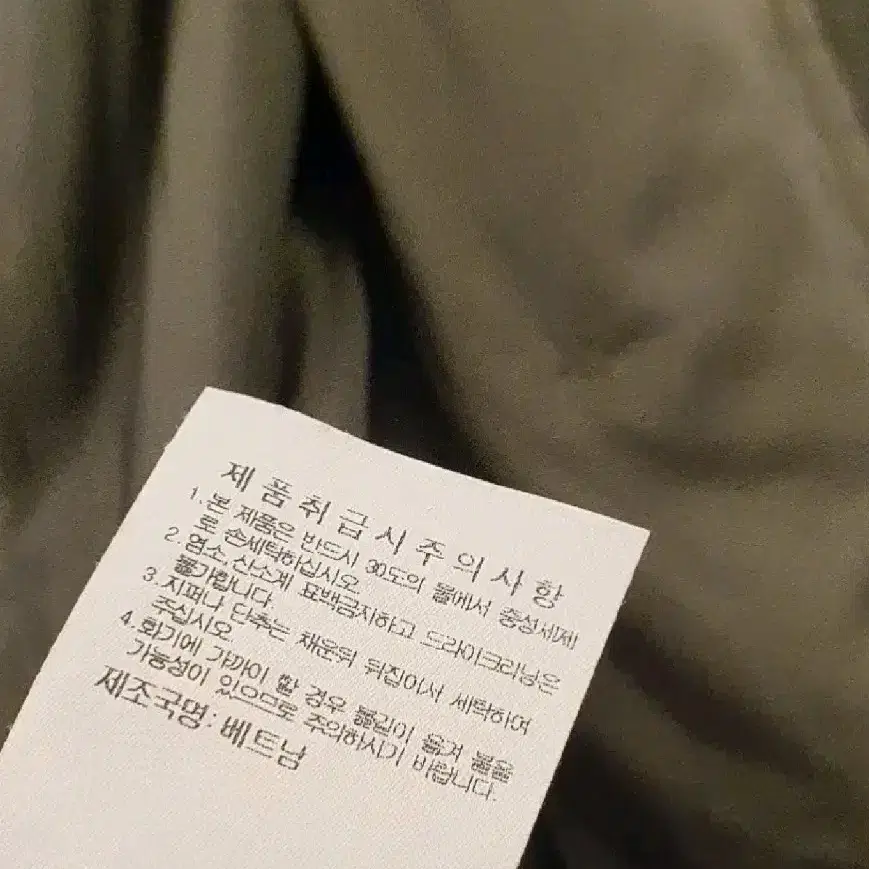 제품취급시주의사항
1. 본 제품은 반드시 30도의 물에서 중성세제
로 손세탁하십시오.
2. 염소,산소계 표백금지하고 드라이크리닝은
불가합니다.
3. 지퍼나 단추는 채운뒤 뒤집어서 세탁하여
주십시오
4. 화기에 가까이 할 경우 불길이 옮겨 붙을
가능성이 있으므로 주의하시기 바랍니다.
제조국명: 베트남